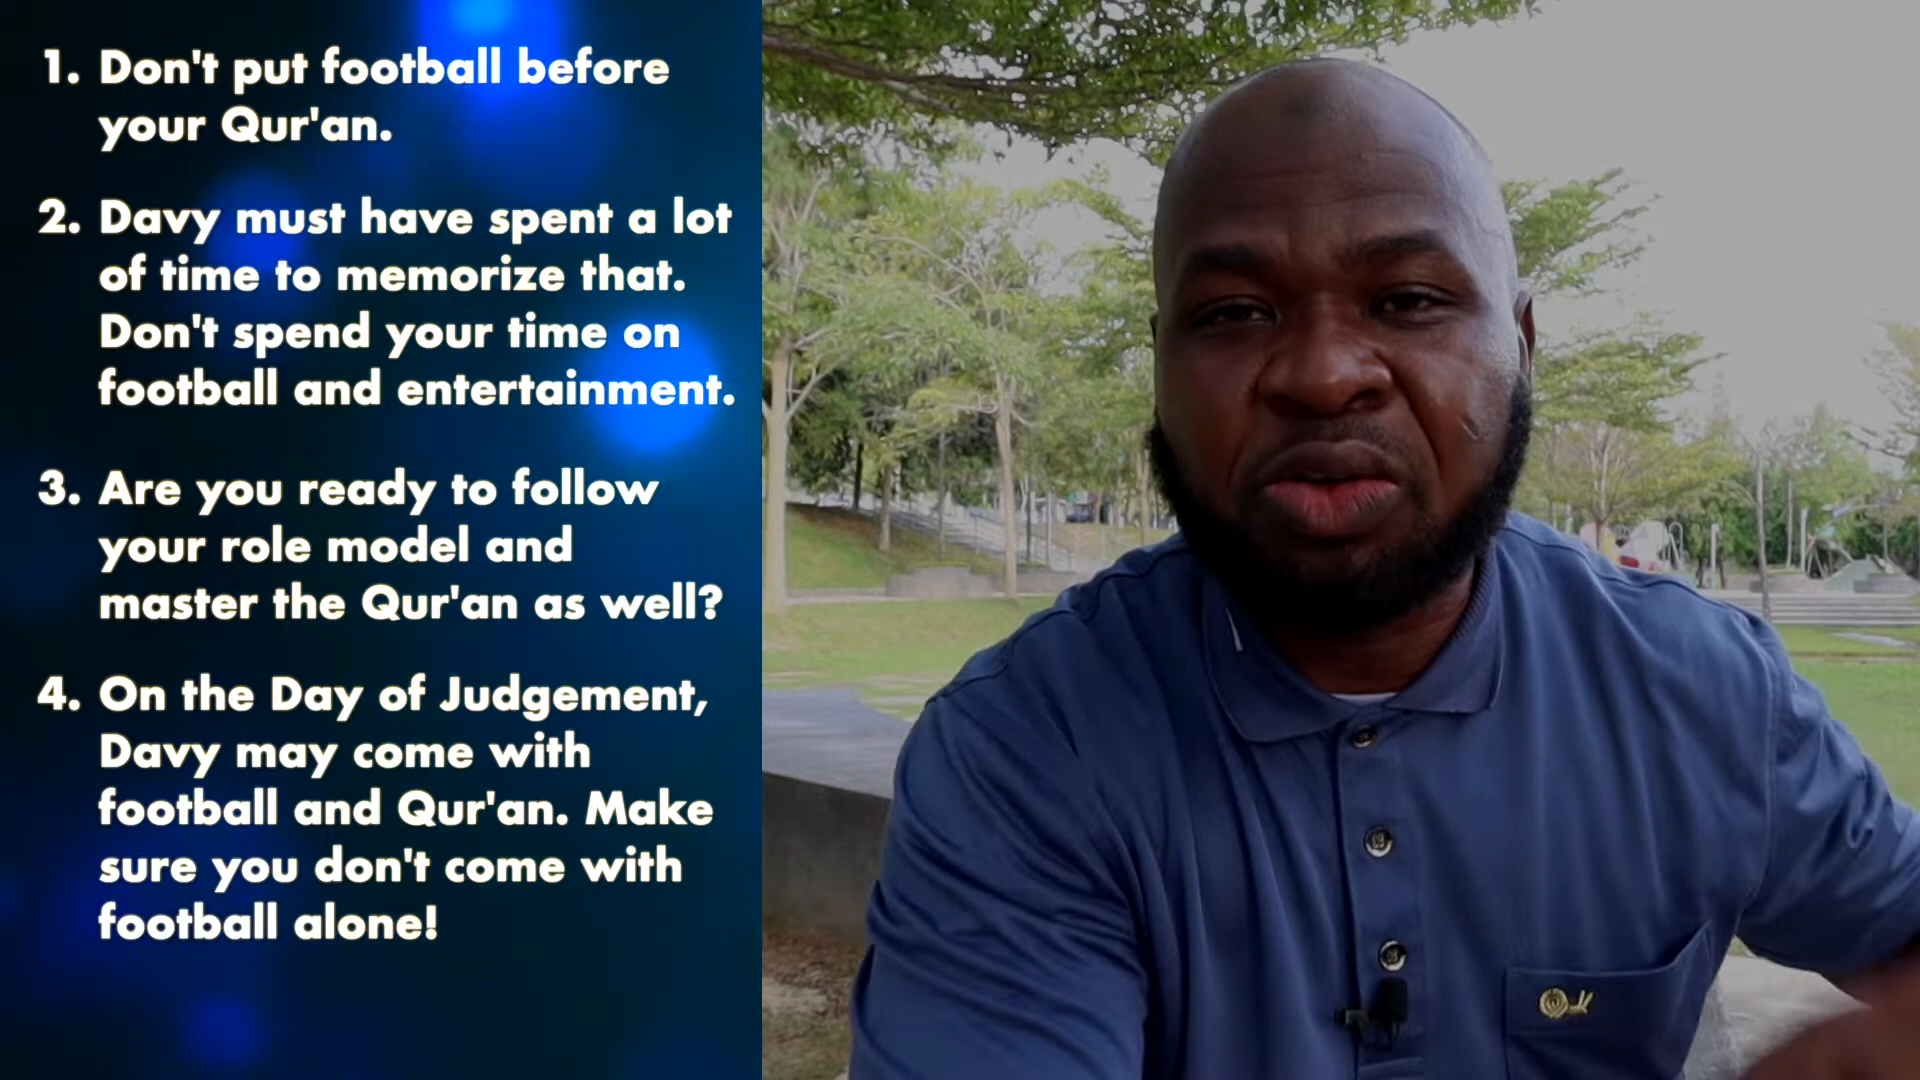 1. Don't put football before
your Qur'an.
2. Davy must have spent a lot
of time to memorize that.
Don't spend your time on
football and entertainment.
3. Are you ready to follow
your role model and
master the Qur'an as well?
4. On the Day of Judgement,
Davy may come with
football and Qur'an. Make
sure you don't come with
football alone!